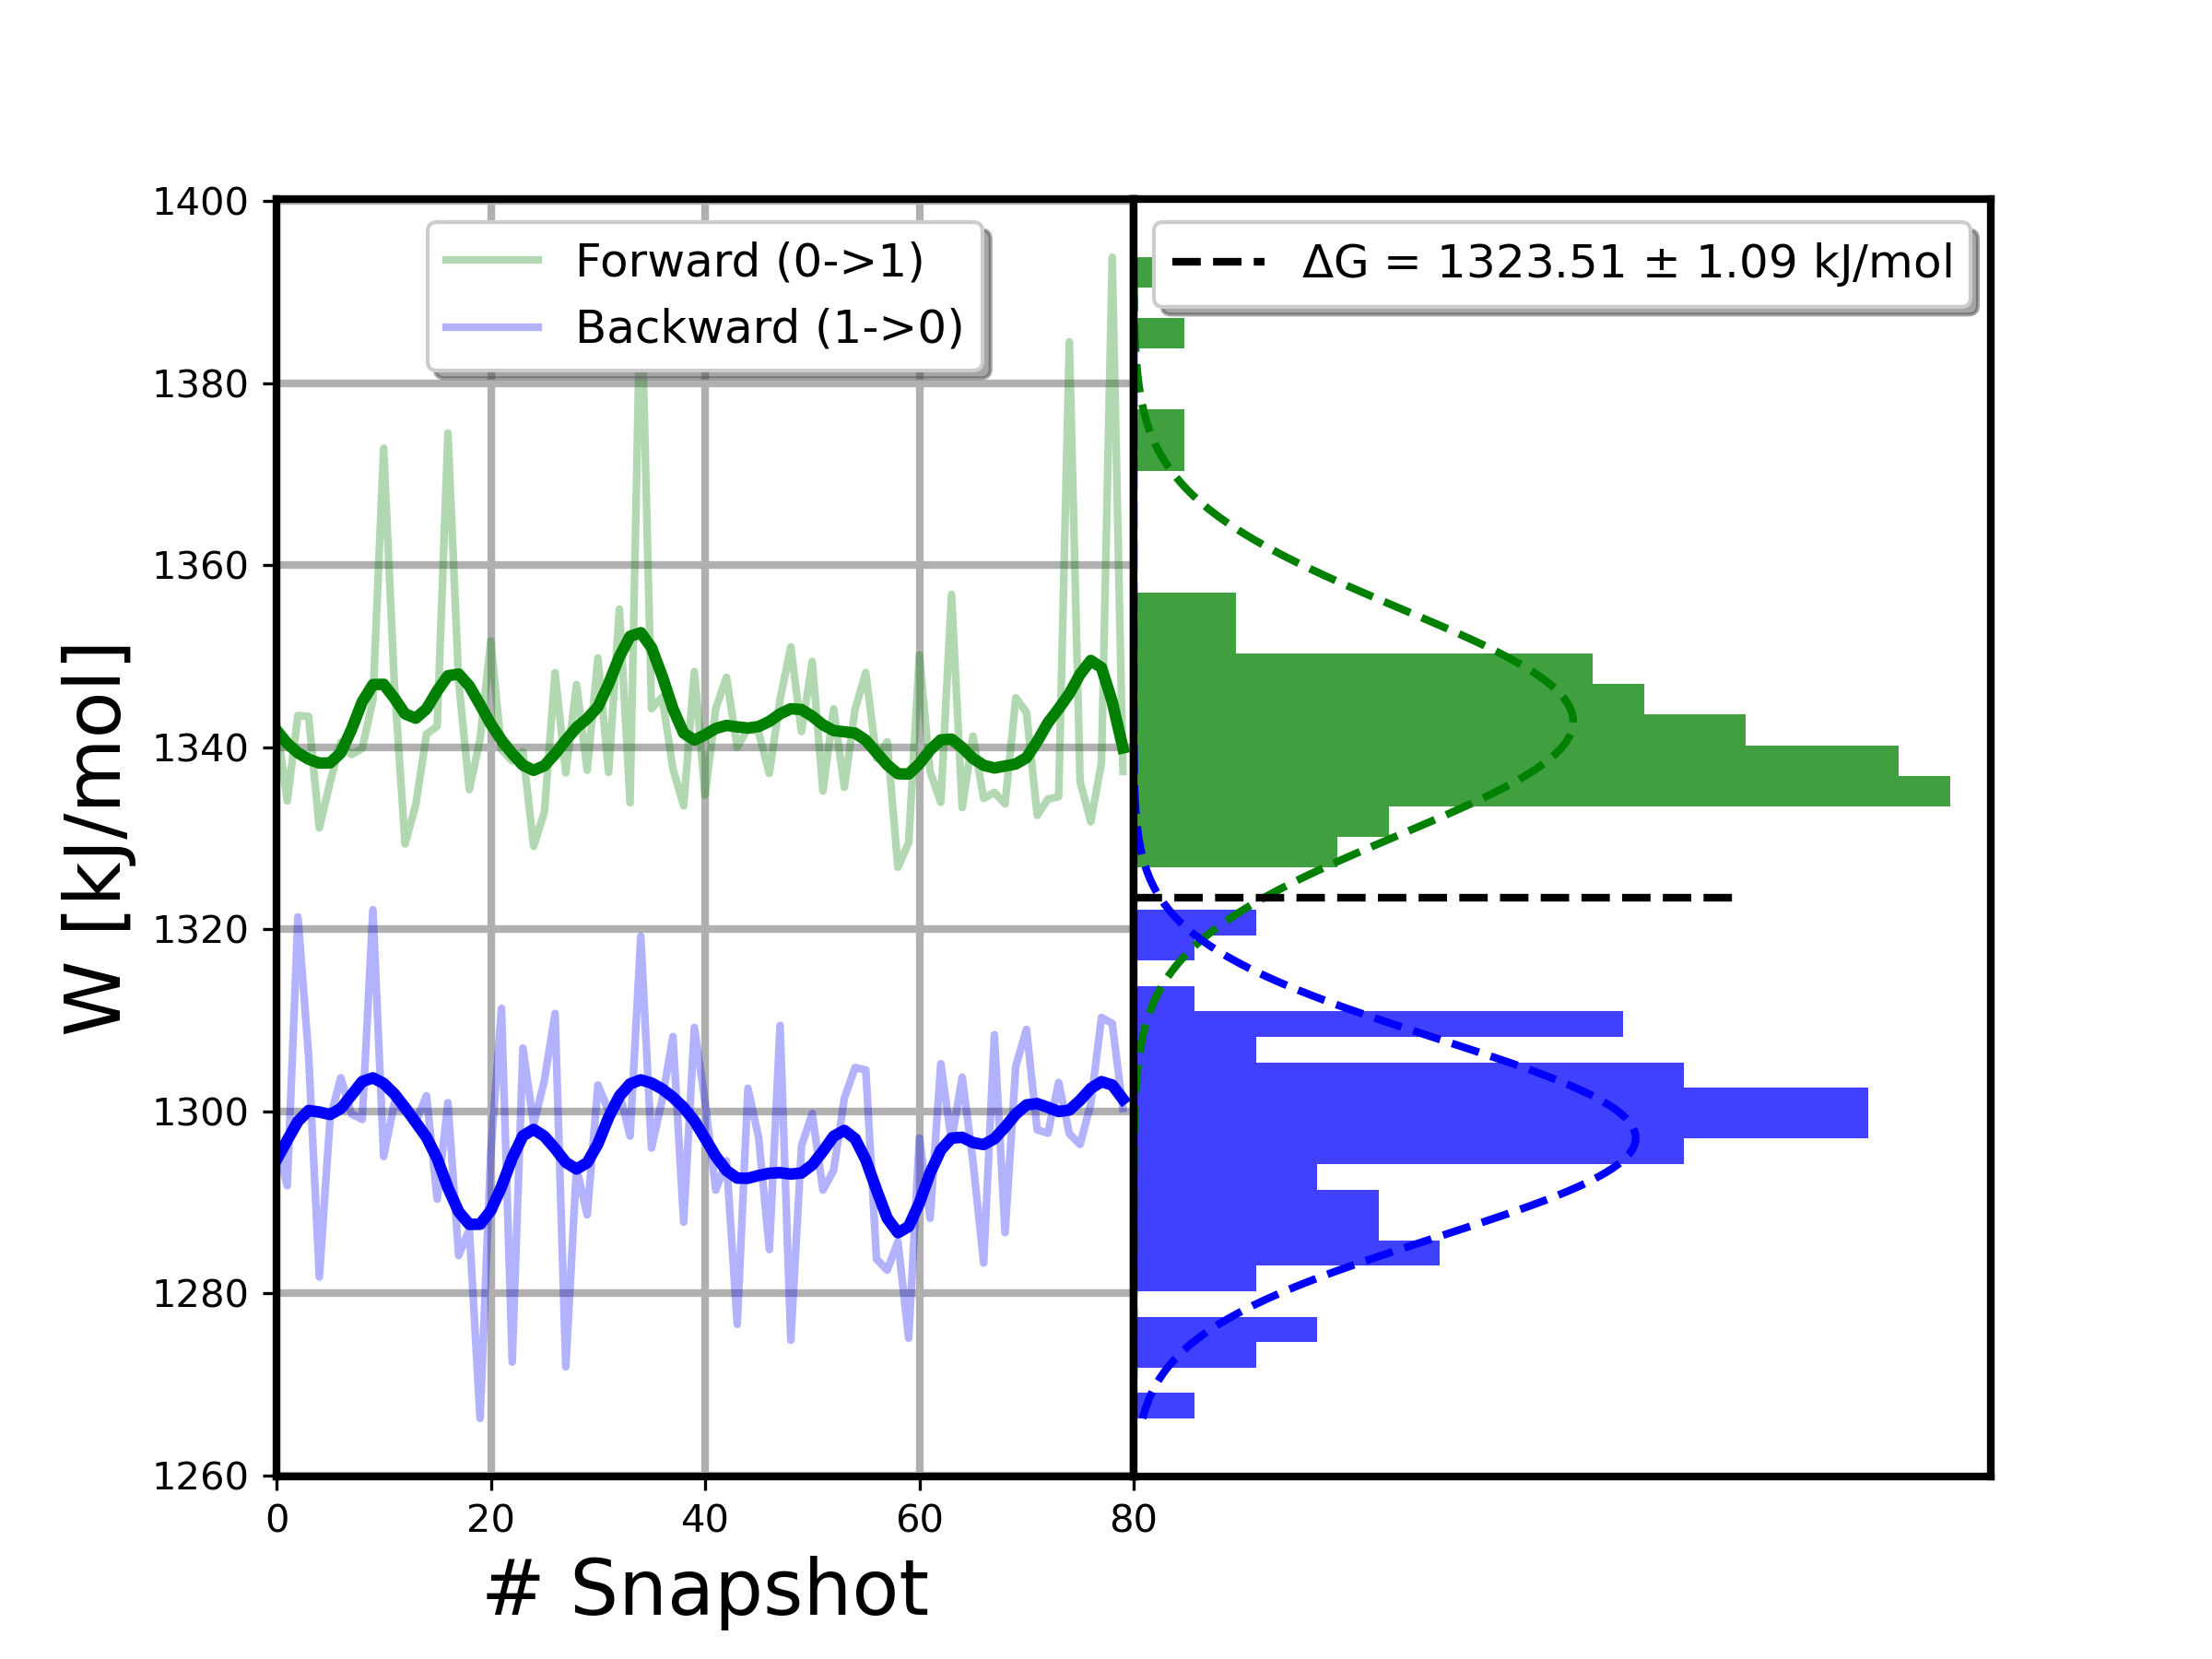 Forward (0->1)
Backward (1->0)
ΔG = 1323.51 ± 1.09 kJ/mol
1400
1380
1360
1340
1320
1300
1280
1260
W [kJ/mol]
0 20 40 60 80
# Snapshot